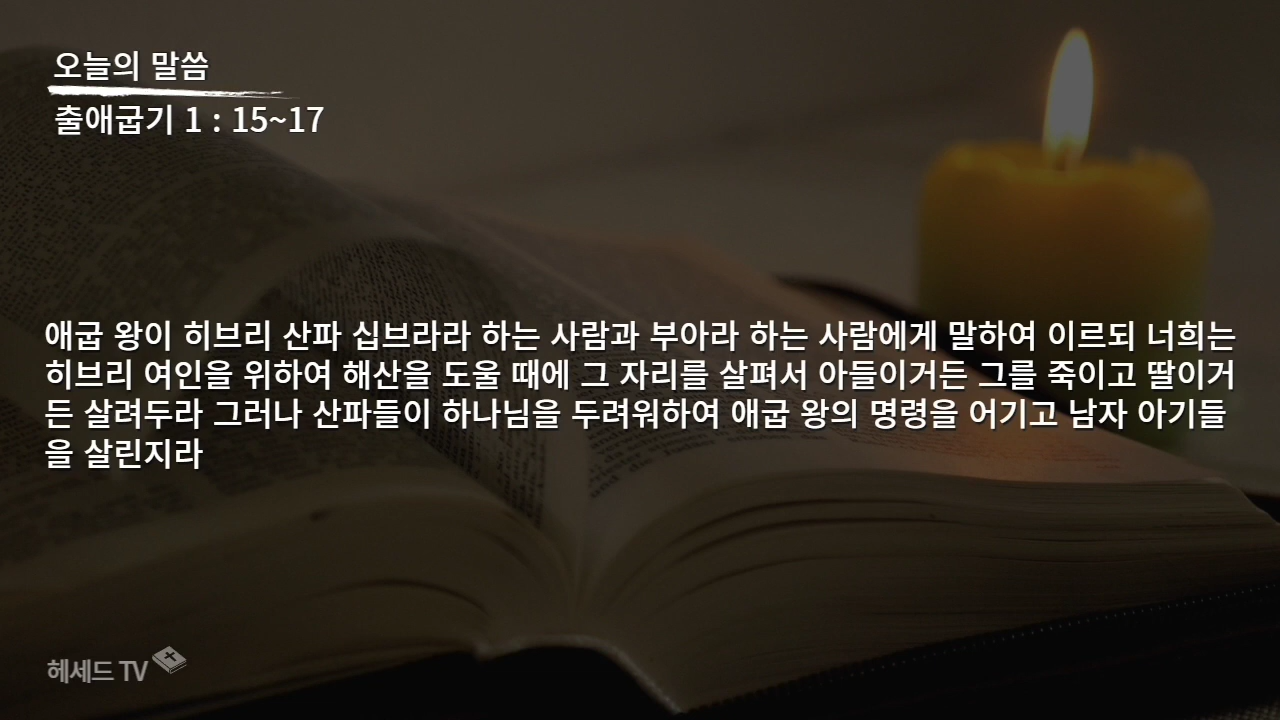 오늘의 말씀
출애굽기 1 : 15~17
애굽 왕이 히브리 산파 십브라라 하는 사람과 부아라 하는 사람에게 말하여 이르되 너희는
히브리 여인을 위하여 해산을 도울 때에 그 자리를 살펴서 아들이거든 그를 죽이고 딸이거
든 살려두라 그러나 산파들이 하나님을 두려워하여 애굽 왕의 명령을 어기고 남자 아기들
을 살린지라
헤세드 TV